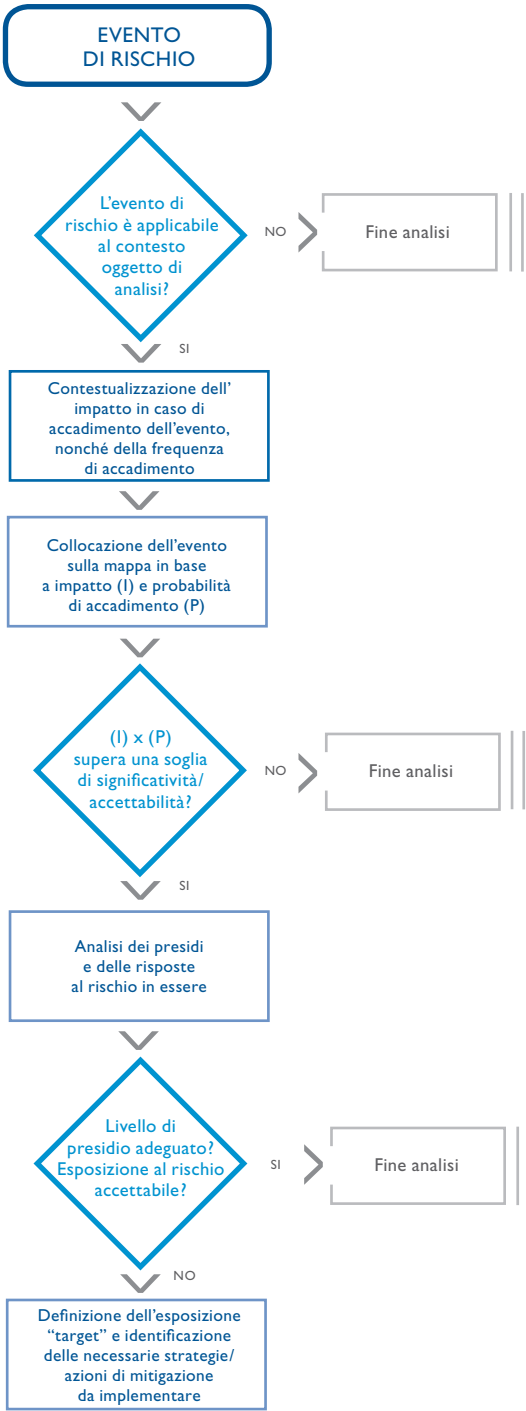 EVENTO
DI RISCHIO
L'evento di
rischio è applicabile
al contesto
oggetto di
analisi?
NO
Fine analisi
SI
Contestualizzazione dell'
impatto in caso di
accadimento dell'evento,
nonché della frequenza
di accadimento
Collocazione dell'evento
sulla mappa in base
a impatto (I) e probabilità
di accadimento (P)
(I) x (P)
supera una soglia
di significatività/
accettabilità?
NO
Fine analisi
SI
Analisi dei presidi
e delle risposte
al rischio in essere
Livello di
presidio adeguato?
Esposizione al rischio
accettabile?
SI
Fine analisi
NO
Definizione dell'esposizione
“target” e identificazione
delle necessarie strategie/
azioni di mitigazione
da implementare